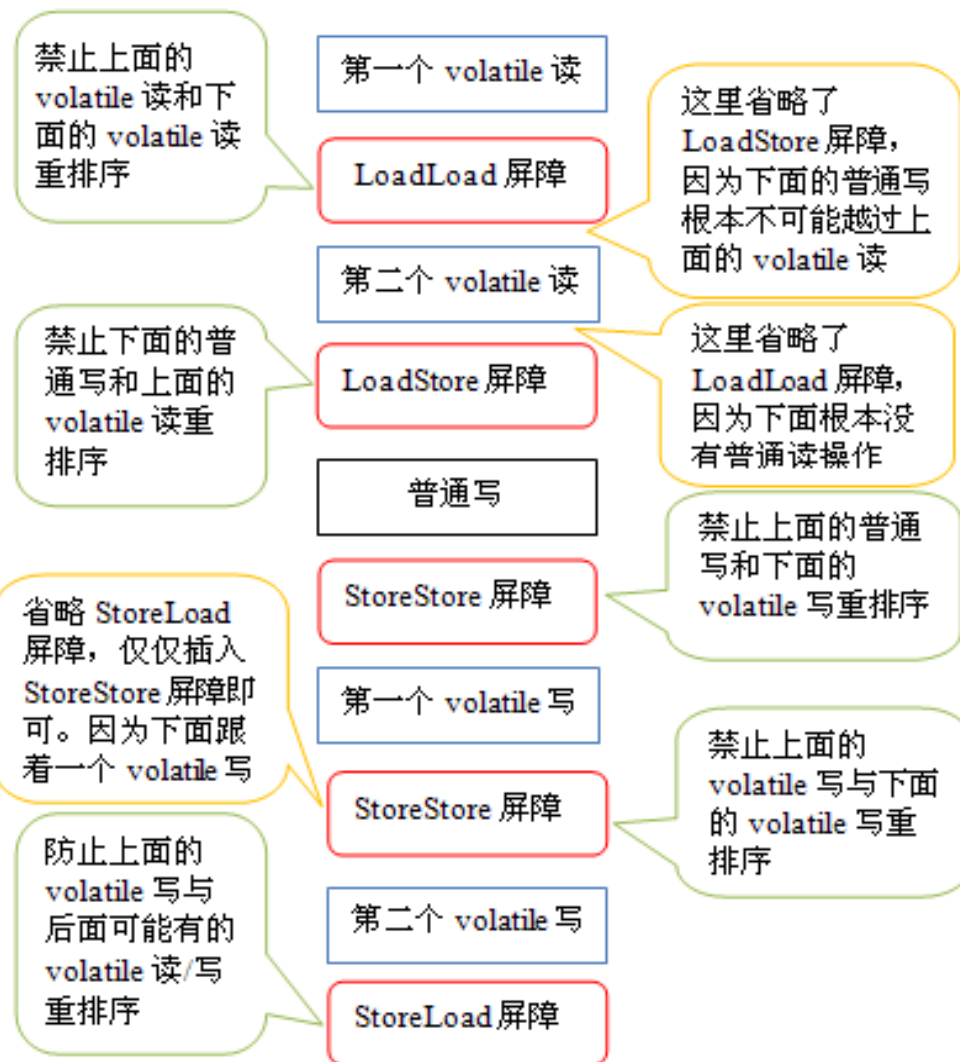 禁止上面的
volatile 读和下
面的 volatile 读
重排序
第一个 volatile 读
LoadLoad 屏障
这里省略了
LoadStore 屏障，
因为下面的普通写
根本不可能越过上
面的 volatile 读
第二个 volatile 读
禁止下面的普
通写和上面的
volatile 读重
排序
LoadStore 屏障
这里省略了
LoadLoad 屏障，
因为下面根本没
有普通读操作
普通写
禁止上面的普通
写和下面的
volatile 写重排序
StoreStore 屏障
省略 StoreLoad
屏障，仅仅插入
StoreStore 屏障即
可。因为下面跟
着一个 volatile 写
第一个 volatile 写
StoreStore 屏障
禁止上面的
volatile 写与下面
的 volatile 写重
排序
防止上面的
volatile 写与
后面可能有的
volatile 读/写
重排序
第二个 volatile 写
StoreLoad 屏障